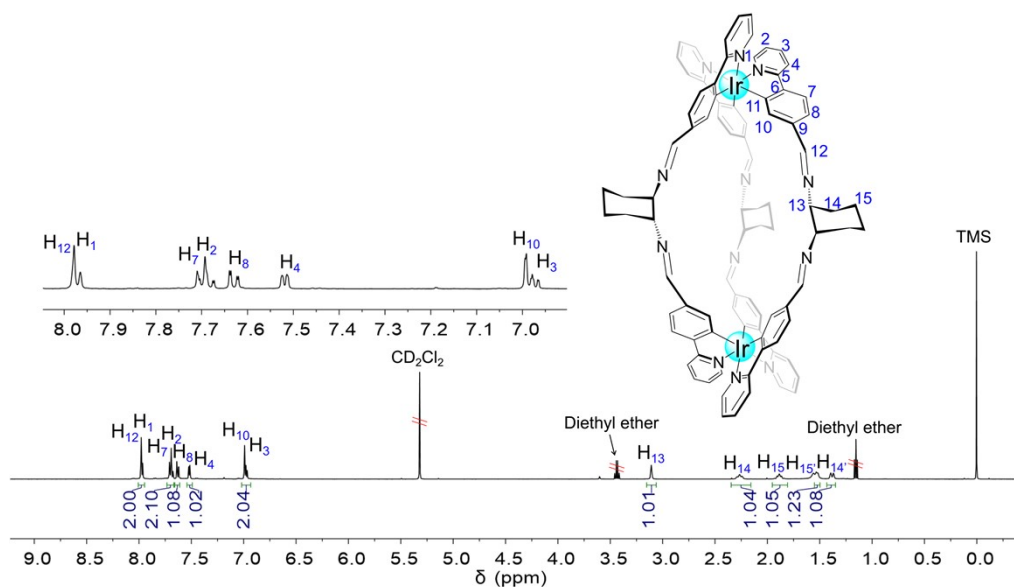 1
2
3
4
5
6
7
8
9
10
11
12
13
14
15
N
N
Ir
N
N
N
N
N
N
Ir
N
N
H12 H1
H7 H2
H8
H4
H10
H3
8.0 7.9 7.8 7.7 7.6 7.5 7.4 7.3 7.2 7.1 7.0
TMS
CD2Cl2
Diethyl ether
Diethyl ether
H12 H1 H7 H2 H8 H4
H10 H3
H13
H14 H15 H15' H14'
2.00 2.10 1.08 1.02 2.04 1.01 1.04 1.05 1.23 1.08
9.0 8.5 8.0 7.5 7.0 6.5 6.0 5.5 5.0 4.5 4.0 3.5 3.0 2.5 2.0 1.5 1.0 0.5 0.0
δ (ppm)